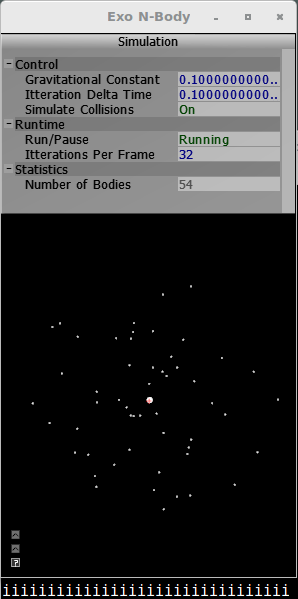 Exo N-Body
Simulation
Control
Gravitational Constant 0.1000000000..
Itteration Delta Time 0.1000000000..
Simulate Collisions On
Runtime
Run/Pause Running
Itterations Per Frame 32
Statistics
Number of Bodies 54
?
iiiiiiiiiiiiiiiiiiiiiiiiiiiiiiii